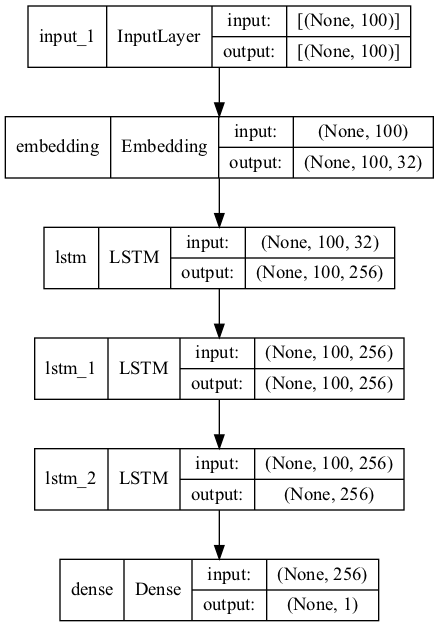 input_1 InputLayer input: [(None, 100)]
output: [(None, 100)]
embedding Embedding input: (None, 100)
output: (None, 100, 32)
lstm LSTM input: (None, 100, 32)
output: (None, 100, 256)
lstm_1 LSTM input: (None, 100, 256)
output: (None, 100, 256)
lstm_2 LSTM input: (None, 100, 256)
output: (None, 256)
dense Dense input: (None, 256)
output: (None, 1)